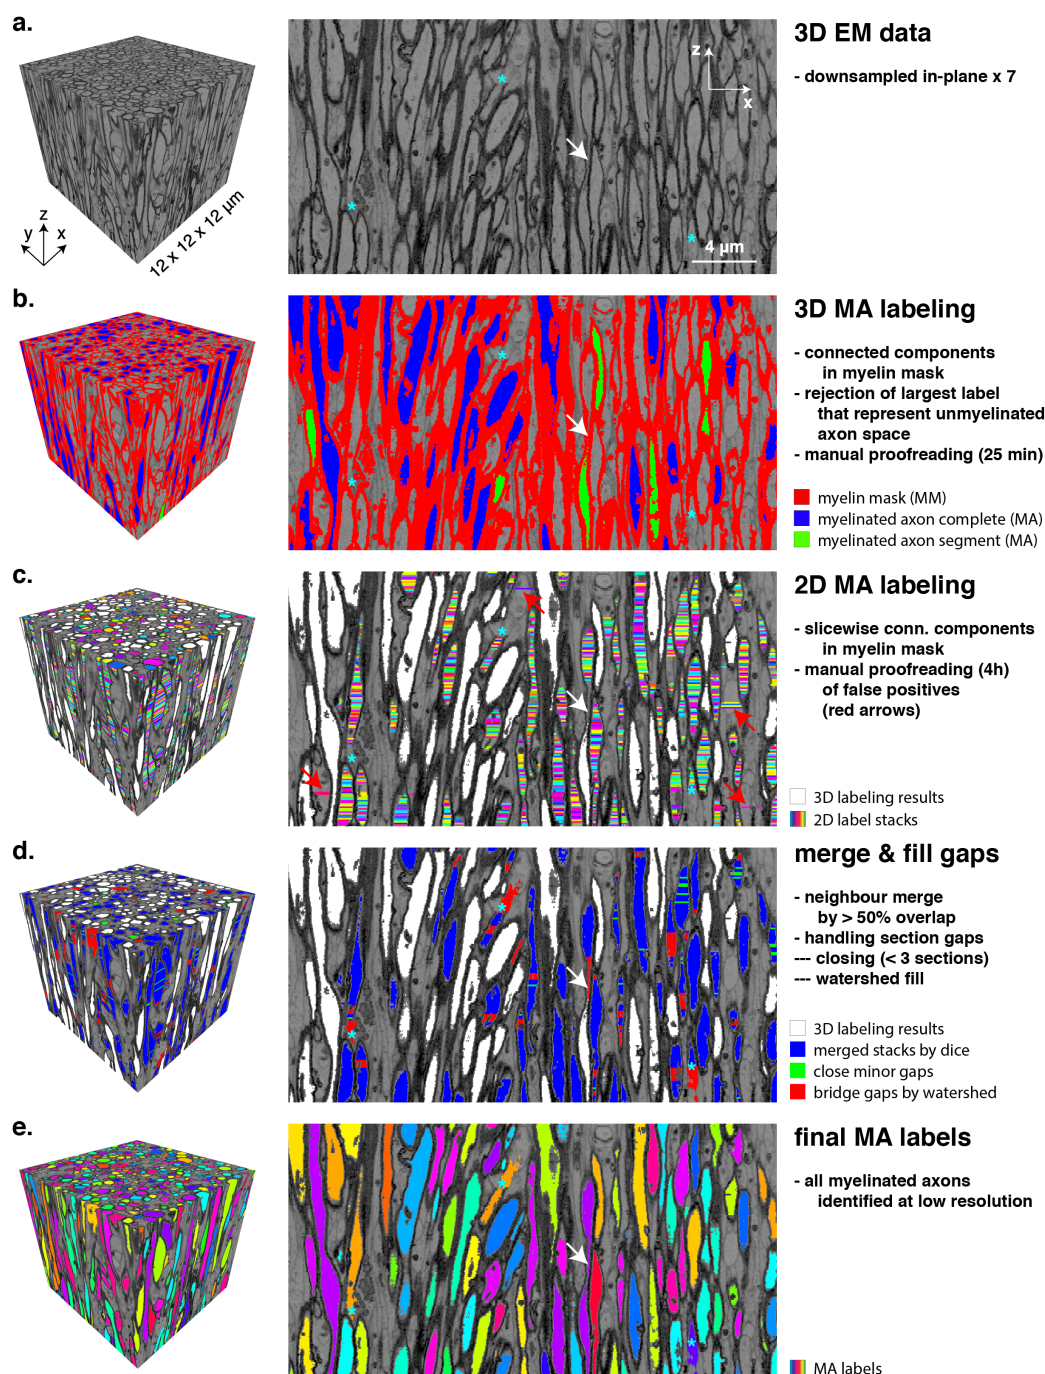 a.
z
y
x
12 x 12 x 12 µm
z
x
4 µm
3D EM data
- downsampled in-plane x 7
b.
3D MA labeling
- connected components
in myelin mask
- rejection of largest label
that represent unmyelinated
axon space
- manual proofreading (25 min)
myelin mask (MM)
myelinated axon complete (MA)
myelinated axon segment (MA)
c.
2D MA labeling
- slicewise conn. components
in myelin mask
- manual proofreading (4h)
of false positives
(red arrows)
3D labeling results
2D label stacks
d.
merge & fill gaps
- neighbour merge
by > 50% overlap
- handling section gaps
--- closing (< 3 sections)
--- watershed fill
3D labeling results
merged stacks by dice
close minor gaps
bridge gaps by watershed
e.
final MA labels
- all myelinated axons
identified at low resolution
MA labels